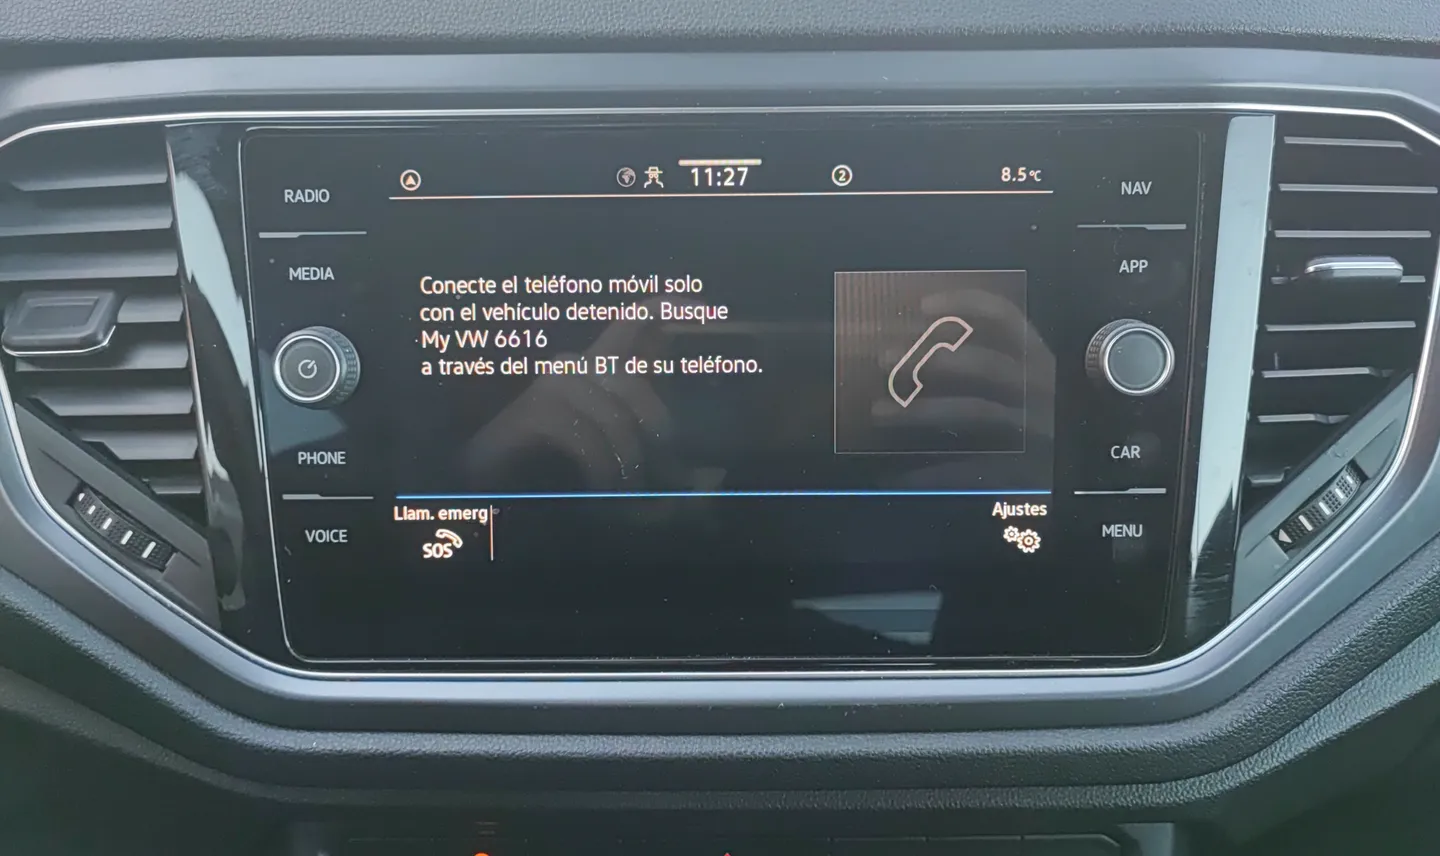 RADIO
MEDIA
PHONE
VOICE
11:27
2
8.5°C
Conecte el teléfono móvil solo
con el vehículo detenido. Busque
My VW 6616
a través del menú BT de su teléfono.
Llam. emerg
SOS
Ajustes
NAV
APP
CAR
MENU